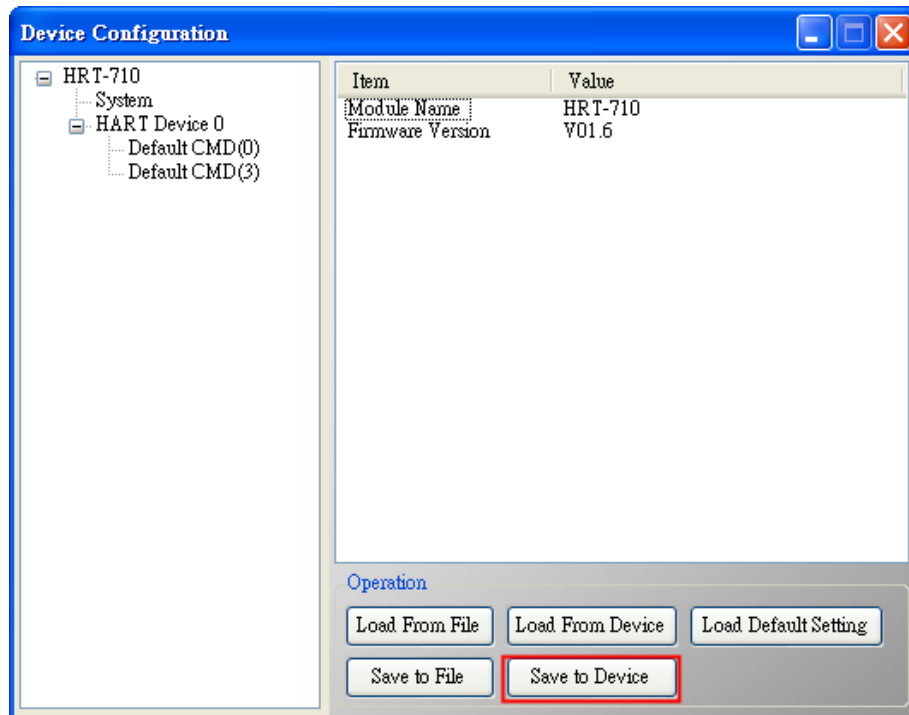 Device Configuration
HRT-710
System
HART Device 0
Default CMD(0)
Default CMD(3)
Item Value
Module Name HRT-710
Firmware Version V01.6
Operation
Load From File Load From Device Load Default Setting
Save to File Save to Device